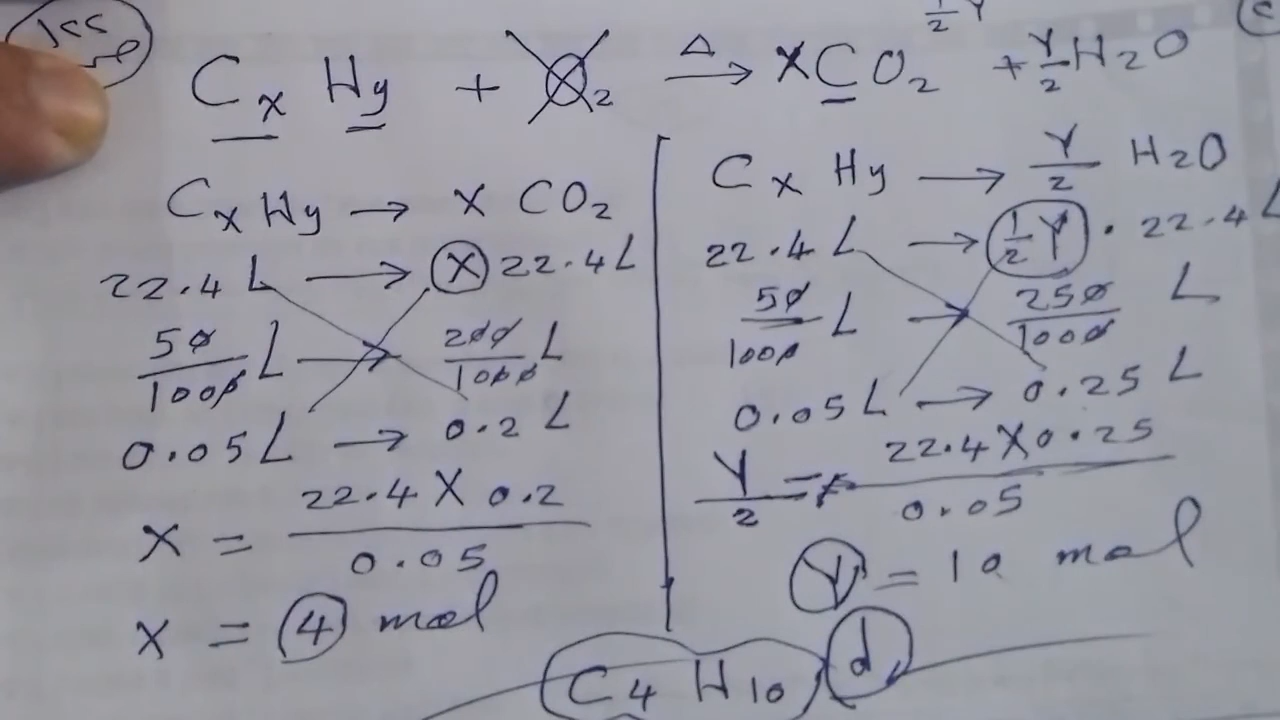 1/2 Y
CxHy + O2 →Δ XCO2 + Y/2 H2O
CxHy → X CO2
22.4 L → X 22.4 L
50/1000 L → 200/1000 L
0.05 L → 0.2 L
X = 22.4 X 0.2 / 0.05
X = 4 mol
CxHy → Y/2 H2O
22.4 L → 1/2 Y . 22.4 L
50/1000 L → 250/1000 L
0.05 L → 0.25 L
Y/2 = 22.4 X 0.25 / 0.05
Y = 10 mol
C4H10 d